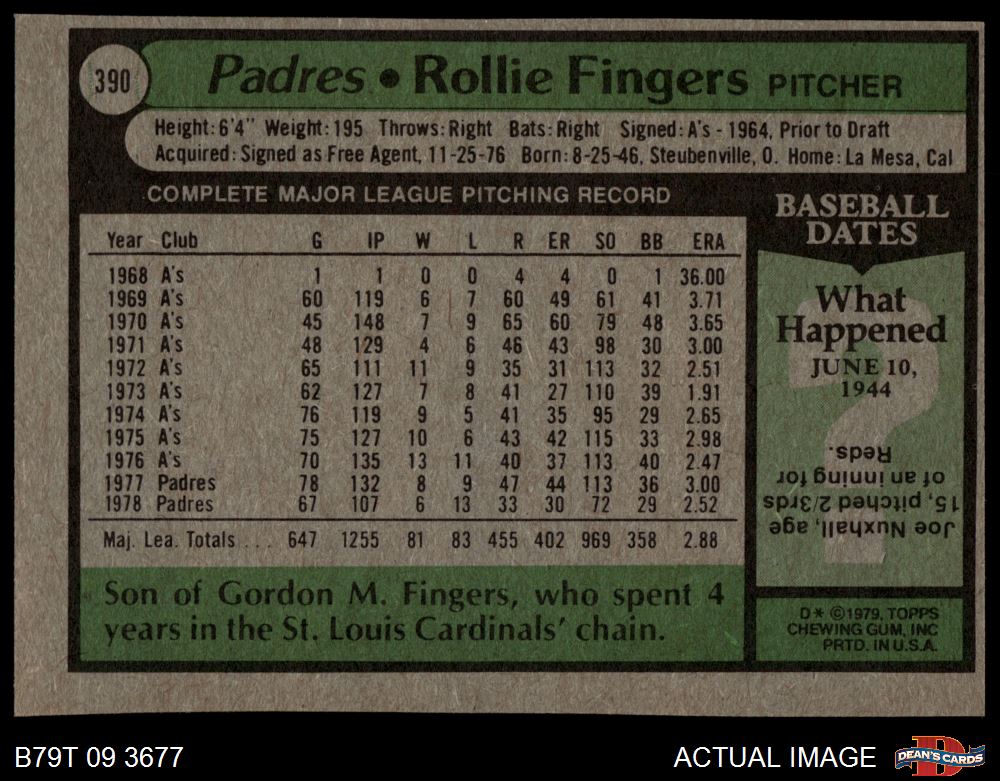 390
Padres • Rollie Fingers PITCHER
Height: 6'4" Weight: 195 Throws: Right Bats: Right Signed: A's - 1964, Prior to Draft
Acquired: Signed as Free Agent, 11-25-76 Born: 8-25-46, Steubenville, O. Home: La Mesa, Cal
COMPLETE MAJOR LEAGUE PITCHING RECORD
Year Club G IP W L R ER SO BB ERA
1968 A's 1 1 0 0 4 4 0 1 36.00
1969 A's 60 119 6 7 60 49 61 41 3.71
1970 A's 45 148 7 9 65 60 79 48 3.65
1971 A's 48 129 4 6 46 43 98 30 3.00
1972 A's 65 111 11 9 35 31 113 32 2.51
1973 A's 62 127 7 8 41 27 110 39 1.91
1974 A's 76 119 9 5 41 35 95 29 2.65
1975 A's 75 127 10 6 43 42 115 33 2.98
1976 A's 70 135 13 11 40 37 113 40 2.47
1977 Padres 78 132 8 9 47 44 113 36 3.00
1978 Padres 67 107 6 13 33 30 72 29 2.52
Maj. Lea. Totals ... 647 1255 81 83 455 402 969 358 2.88
Son of Gordon M. Fingers, who spent 4
years in the St. Louis Cardinals' chain.
BASEBALL
DATES
What
Happened
JUNE 10,
1944
Joe Nuxhall, age
15, pitched 2/3rds
of an inning for
Reds.
D* ©1979, TOPPS
CHEWING GUM, INC
PRTD. IN U.S.A.
B79T 09 3677
ACTUAL IMAGE
D
DEAN'S CARDS